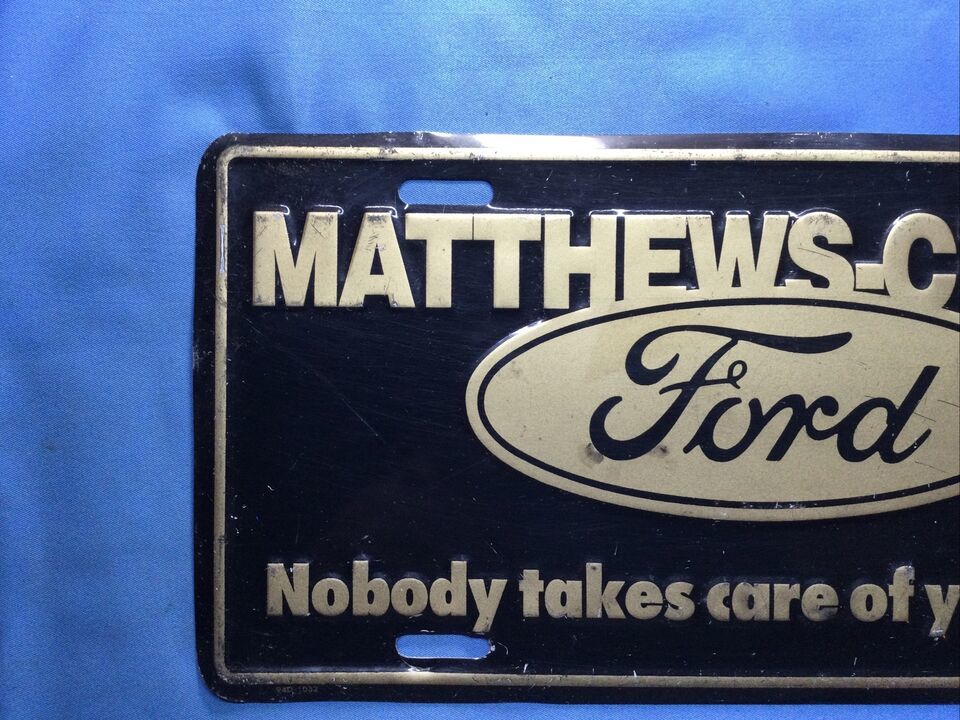 MATTHEWS-C
Ford
Nobody takes care of y